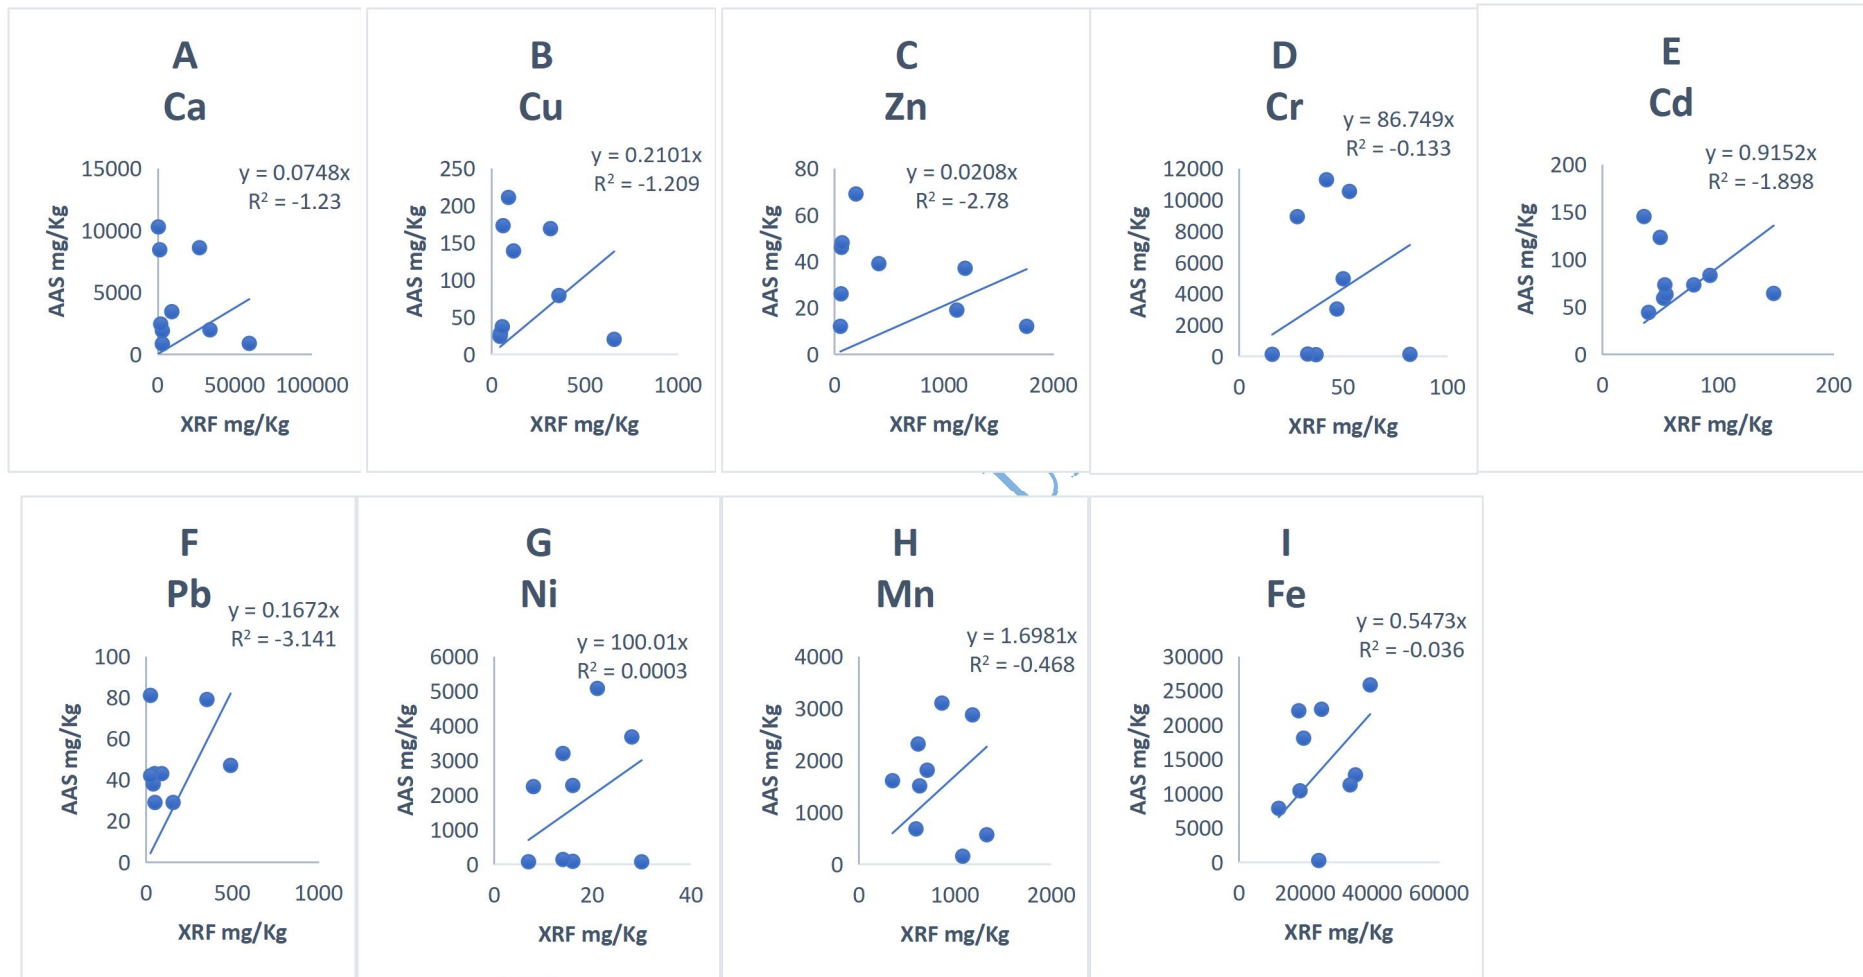 A
Ca
y = 0.0748x
R² = -1.23
15000
10000
5000
0
0 50000 100000
AAS mg/Kg
XRF mg/Kg
B
Cu
y = 0.2101x
R² = -1.209
250
200
150
100
50
0
0 500 1000
AAS mg/Kg
XRF mg/Kg
C
Zn
y = 0.0208x
R² = -2.78
80
60
40
20
0
0 1000 2000
AAS mg/Kg
XRF mg/Kg
D
Cr
y = 86.749x
R² = -0.133
12000
10000
8000
6000
4000
2000
0
0 50 100
AAS mg/Kg
XRF mg/Kg
E
Cd
y = 0.9152x
R² = -1.898
200
150
100
50
0
0 100 200
AAS mg/Kg
XRF mg/Kg
F
Pb
y = 0.1672x
R² = -3.141
100
80
60
40
20
0
0 500 1000
AAS mg/Kg
XRF mg/Kg
G
Ni
y = 100.01x
R² = 0.0003
6000
5000
4000
3000
2000
1000
0
0 20 40
AAS mg/Kg
XRF mg/Kg
H
Mn
y = 1.6981x
R² = -0.468
4000
3000
2000
1000
0
0 1000 2000
AAS mg/Kg
XRF mg/Kg
I
Fe
y = 0.5473x
R² = -0.036
30000
25000
20000
15000
10000
5000
0
0 20000 40000 60000
AAS mg/Kg
XRF mg/Kg